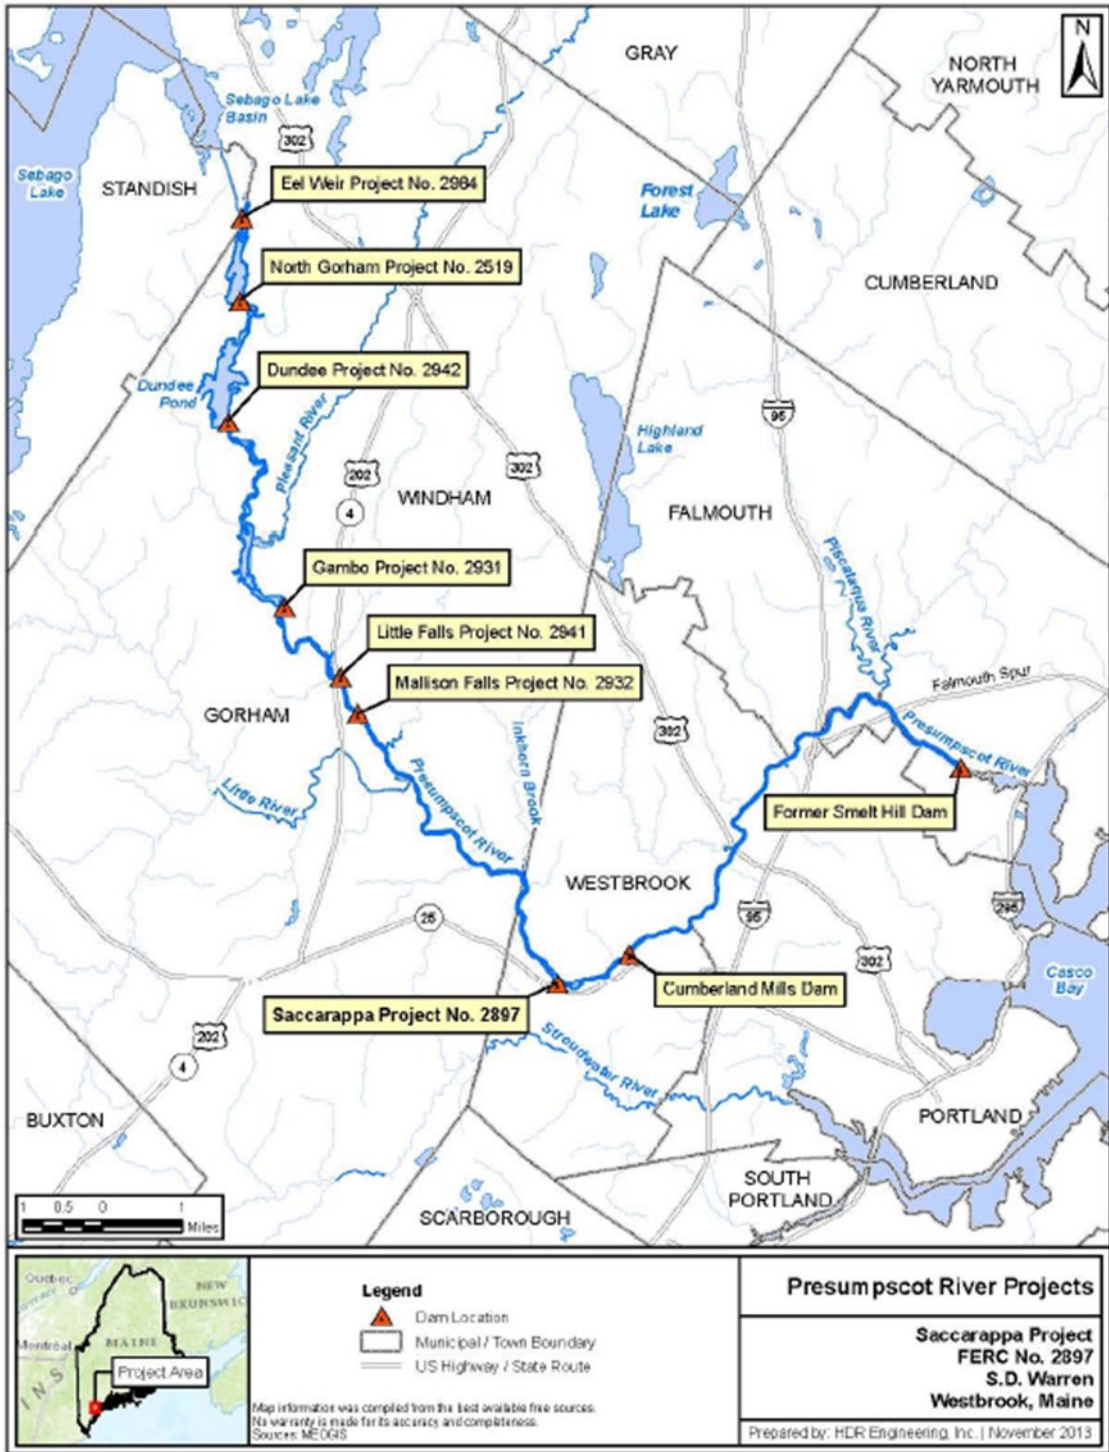 N
GRAY
NORTH
YARMOUTH
Sebago Lake
Basin
302
Sebago
Lake
STANDISH
Eel Weir Project No. 2984
Forest
Lake
North Gorham Project No. 2519
CUMBERLAND
Dundee Project No. 2942
Dundee
Pond
Pleasant River
95
Highland
Lake
302
202
WINDHAM
4
FALMOUTH
Piscataqua River
Gambo Project No. 2931
Little Falls Project No. 2941
Mallison Falls Project No. 2932
Falmouth Spur
GORHAM
302
Inkhorn Brook
Presumpscot River
Little River
Presumpscot River
Former Smelt Hill Dam
WESTBROOK
25
95
295
302
Casco
Bay
Cumberland Mills Dam
Saccarappa Project No. 2897
202
4
Stroudwater River
BUXTON
PORTLAND
SOUTH
PORTLAND
SCARBOROUGH
1 0.5 0 1
Miles
Quebec
NEW
BRUNSWIC
Montréal
MAINE
Project Area
INS
Legend
Dam Location
Municipal / Town Boundary
US Highway / State Route
Map information was compiled from the best available free sources.
No warranty is made for its accuracy and completeness.
Sources: MEOGIS
Presumpscot River Projects
Saccarappa Project
FERC No. 2897
S.D. Warren
Westbrook, Maine
Prepared by: HDR Engineering, Inc. | November 2013